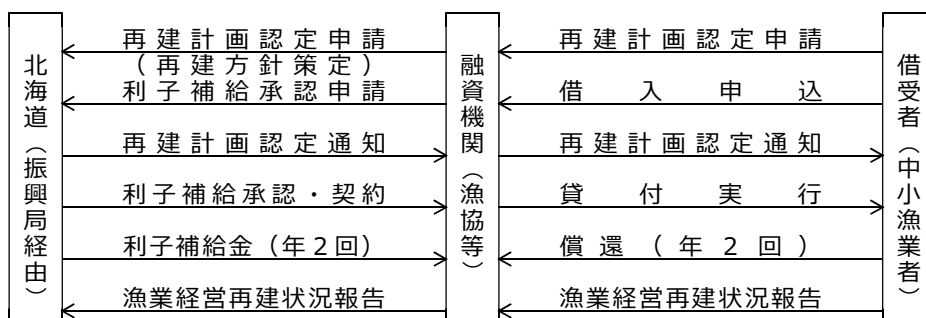 北海道（振興局経由）
再建計画認定申請
（再建方針策定）
利子補給承認申請
再建計画認定通知
利子補給承認・契約
利子補給金（年２回）
漁業経営再建状況報告
融資機関（漁協等）
再建計画認定申請
借入申込
再建計画認定通知
貸付実行
償還（年２回）
漁業経営再建状況報告
借受者（中小漁業者）